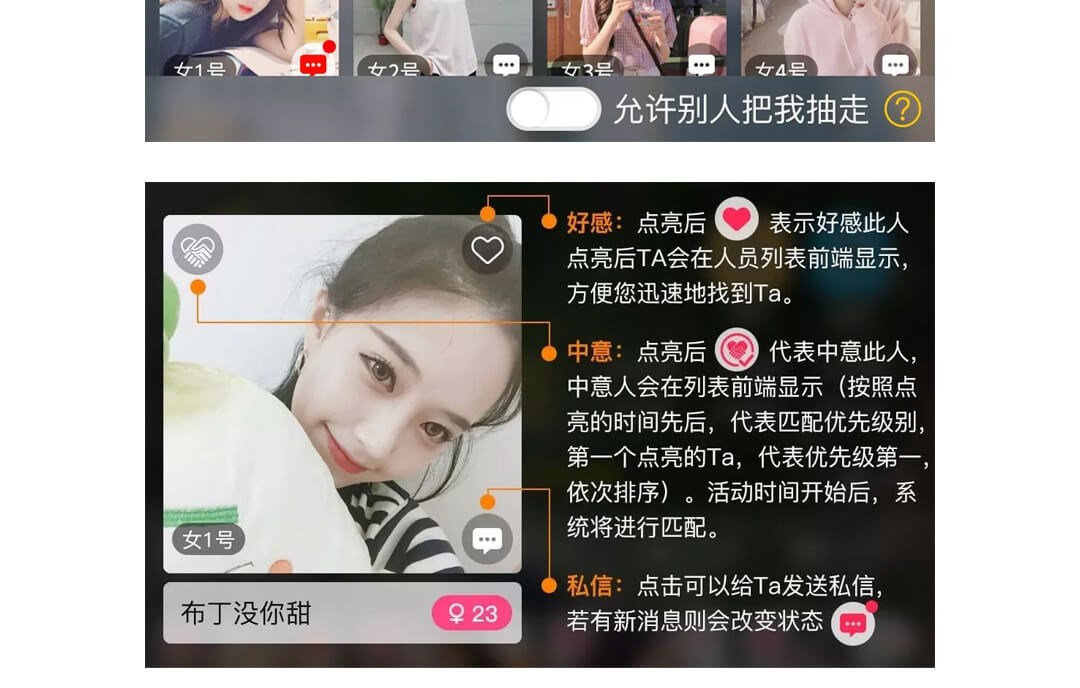 女1号
女2号
女3号
女4号
允许别人把我抽走 ?
好感：点亮后 表示好感此人
点亮后TA会在人员列表前端显示，
方便您迅速地找到Ta。
中意：点亮后 代表中意此人，
中意人会在列表前端显示（按照点
亮的时间先后，代表匹配优先级别，
第一个点亮的Ta，代表优先级第一，
依次排序）。活动时间开始后，系
统将进行匹配。
私信：点击可以给Ta发送私信，
若有新消息则会改变状态
女1号
布丁没你甜
♀ 23